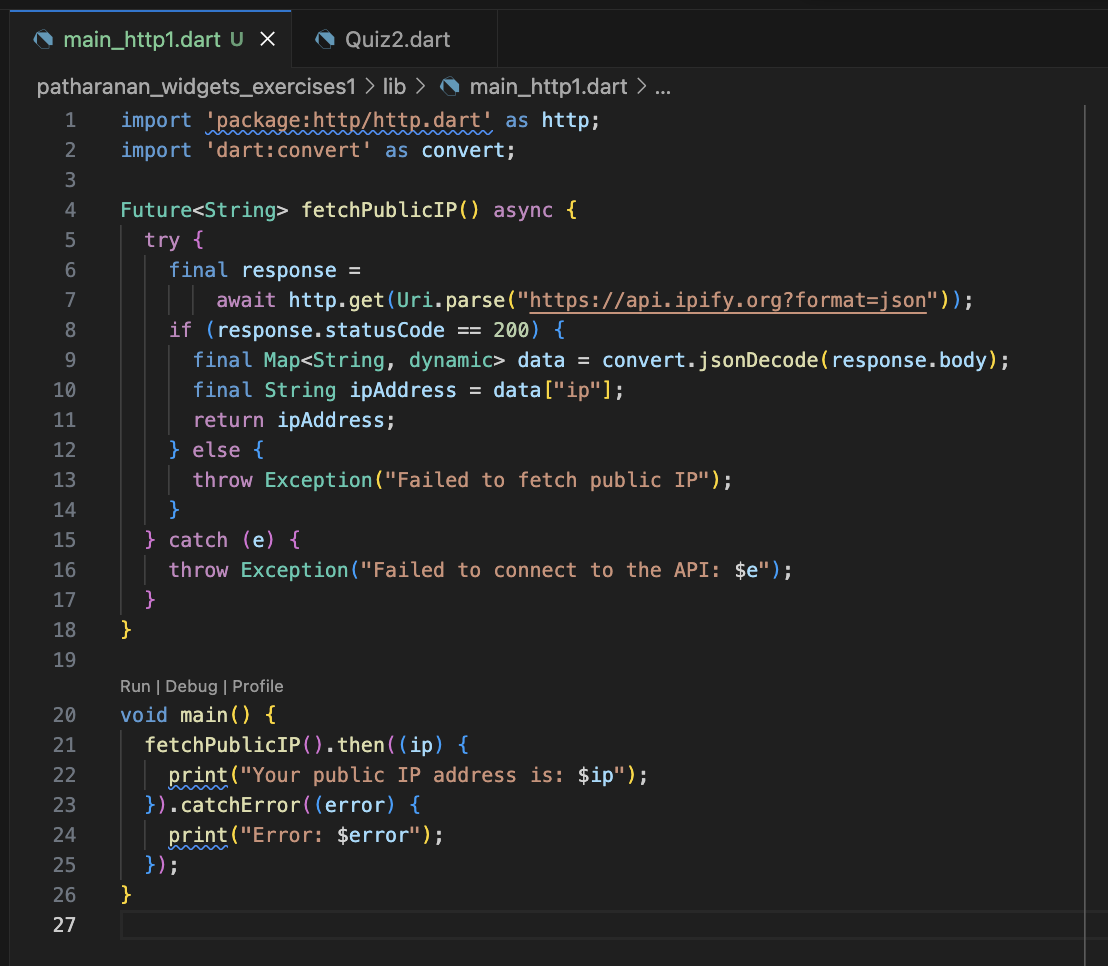 main_http1.dart U ×
Quiz2.dart
patharanan_widgets_exercises1 > lib > main_http1.dart > ...
1 import 'package:http/http.dart' as http;
2 import 'dart:convert' as convert;
3
4 Future<String> fetchPublicIP() async {
5   try {
6     final response =
7         await http.get(Uri.parse("https://api.ipify.org?format=json"));
8     if (response.statusCode == 200) {
9       final Map<String, dynamic> data = convert.jsonDecode(response.body);
10       final String ipAddress = data["ip"];
11       return ipAddress;
12     } else {
13       throw Exception("Failed to fetch public IP");
14     }
15   } catch (e) {
16     throw Exception("Failed to connect to the API: $e");
17   }
18 }
19
Run | Debug | Profile
20 void main() {
21   fetchPublicIP().then((ip) {
22     print("Your public IP address is: $ip");
23   }).catchError((error) {
24     print("Error: $error");
25   });
26 }
27